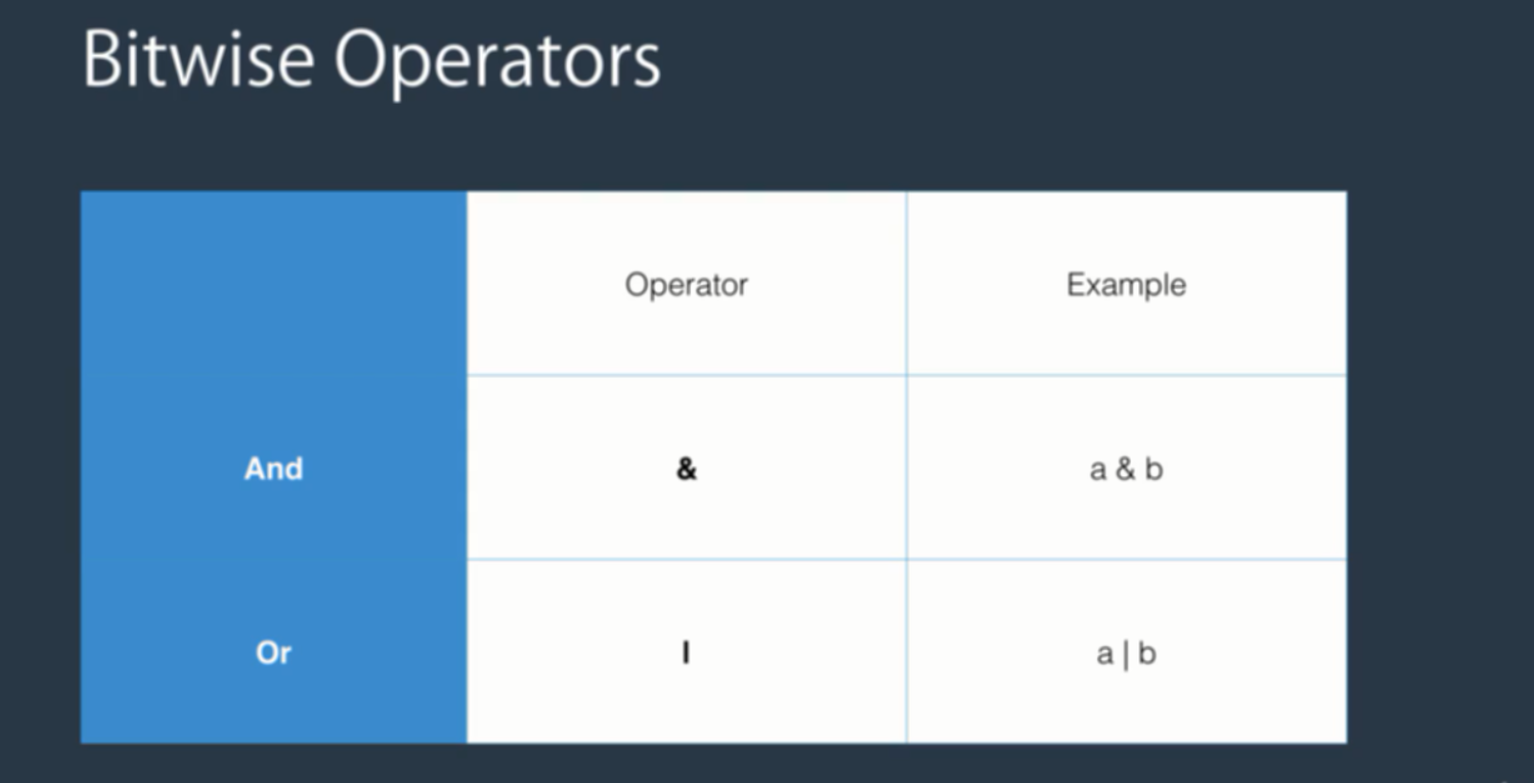 Bitwise Operators
Operator Example
And & a & b
Or I a | b